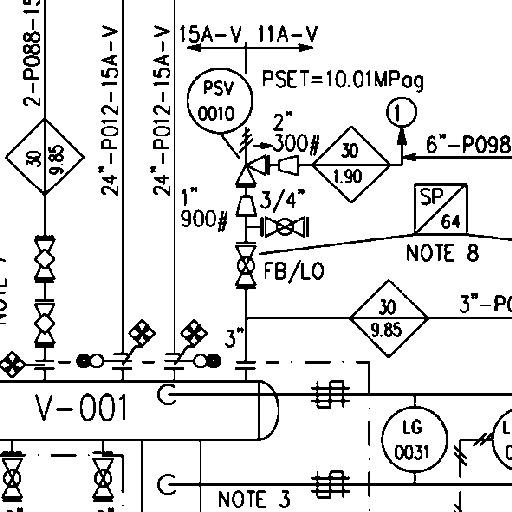 15A-V 11A-V
2-P088-15
24"-P012-15A-V
24"-P012-15A-V
PSV
0010
PSET=10.01MPag
1
2"
300#
30
1.90
6"-P098
30
9.85
1"
900#
3/4"
SP
64
NOTE 8
FB/LO
30
9.85
3"-P0
3"
V-001
LG
0031
L
0
NOTE 3